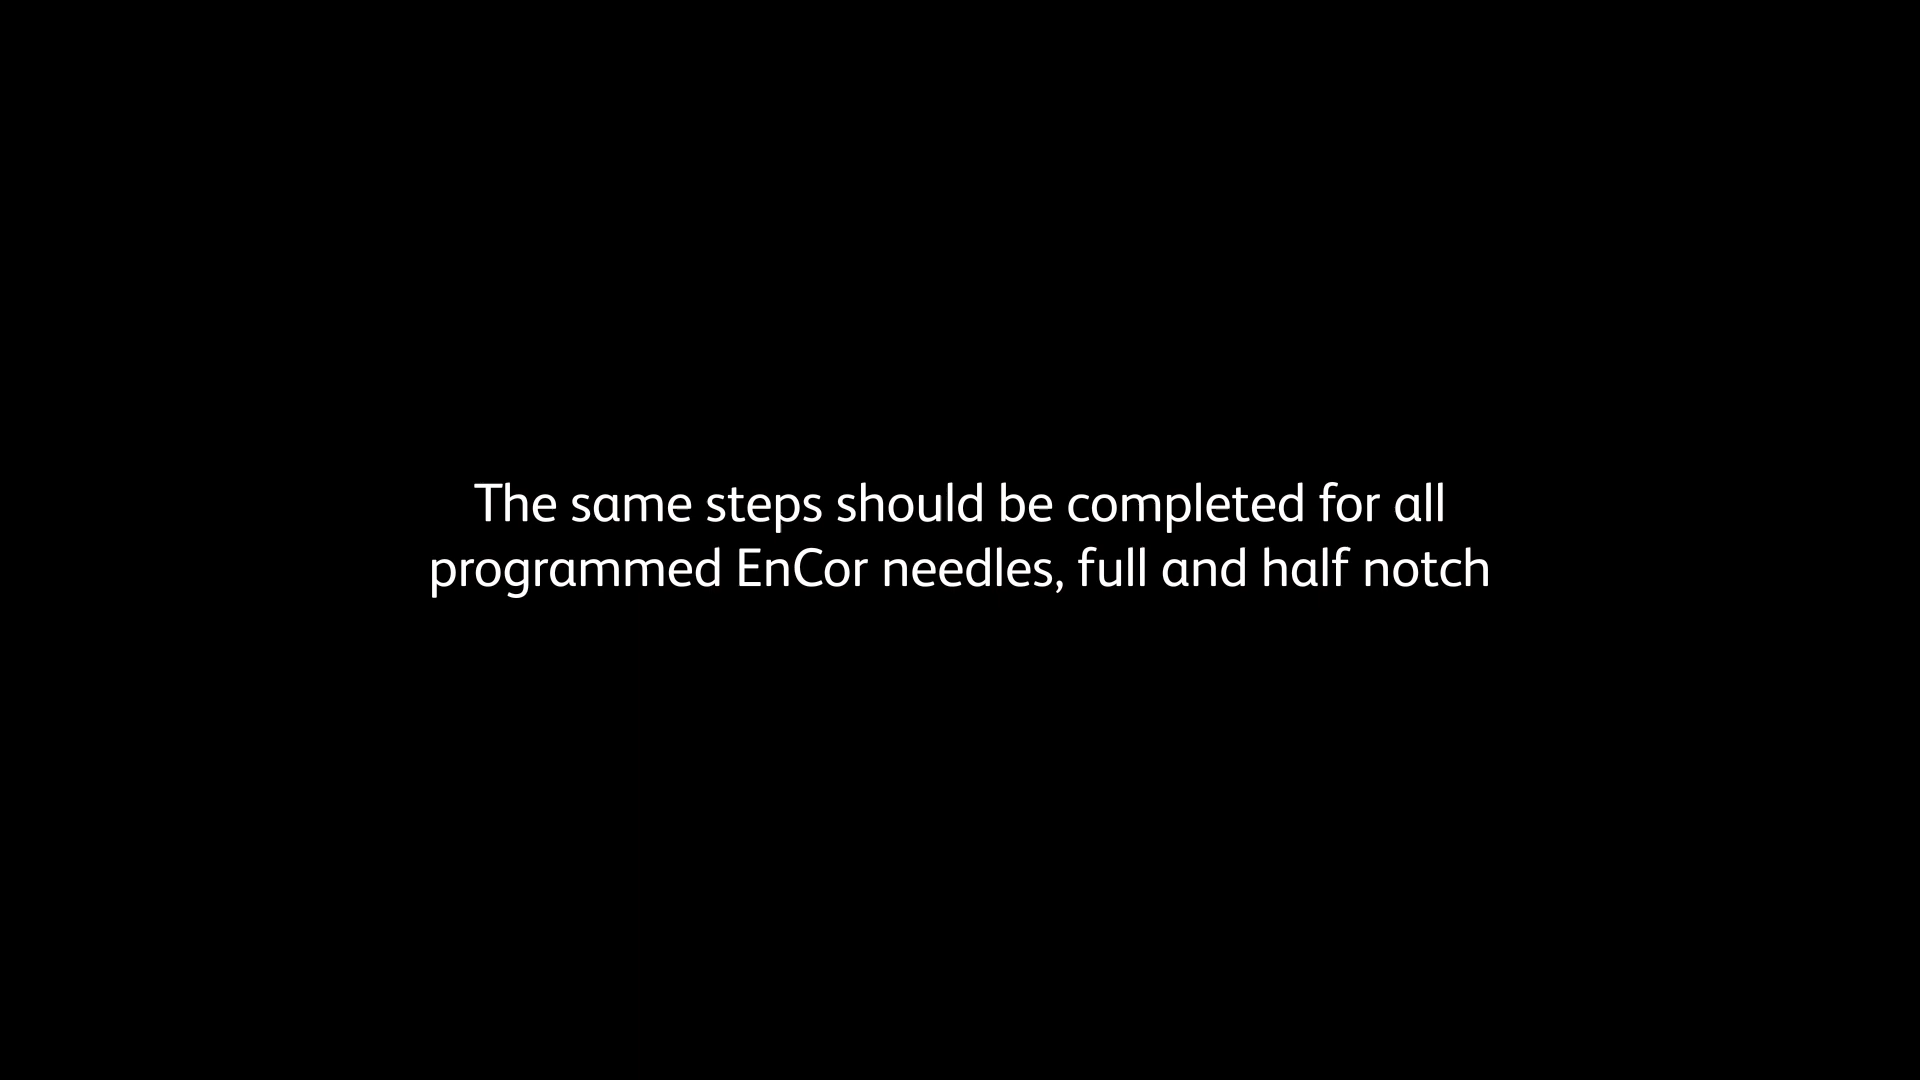 The same steps should be completed for all
programmed EnCor needles, full and half notch